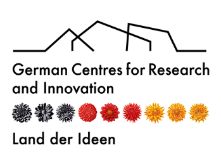 German Centres for Research
and Innovation
Land der Ideen